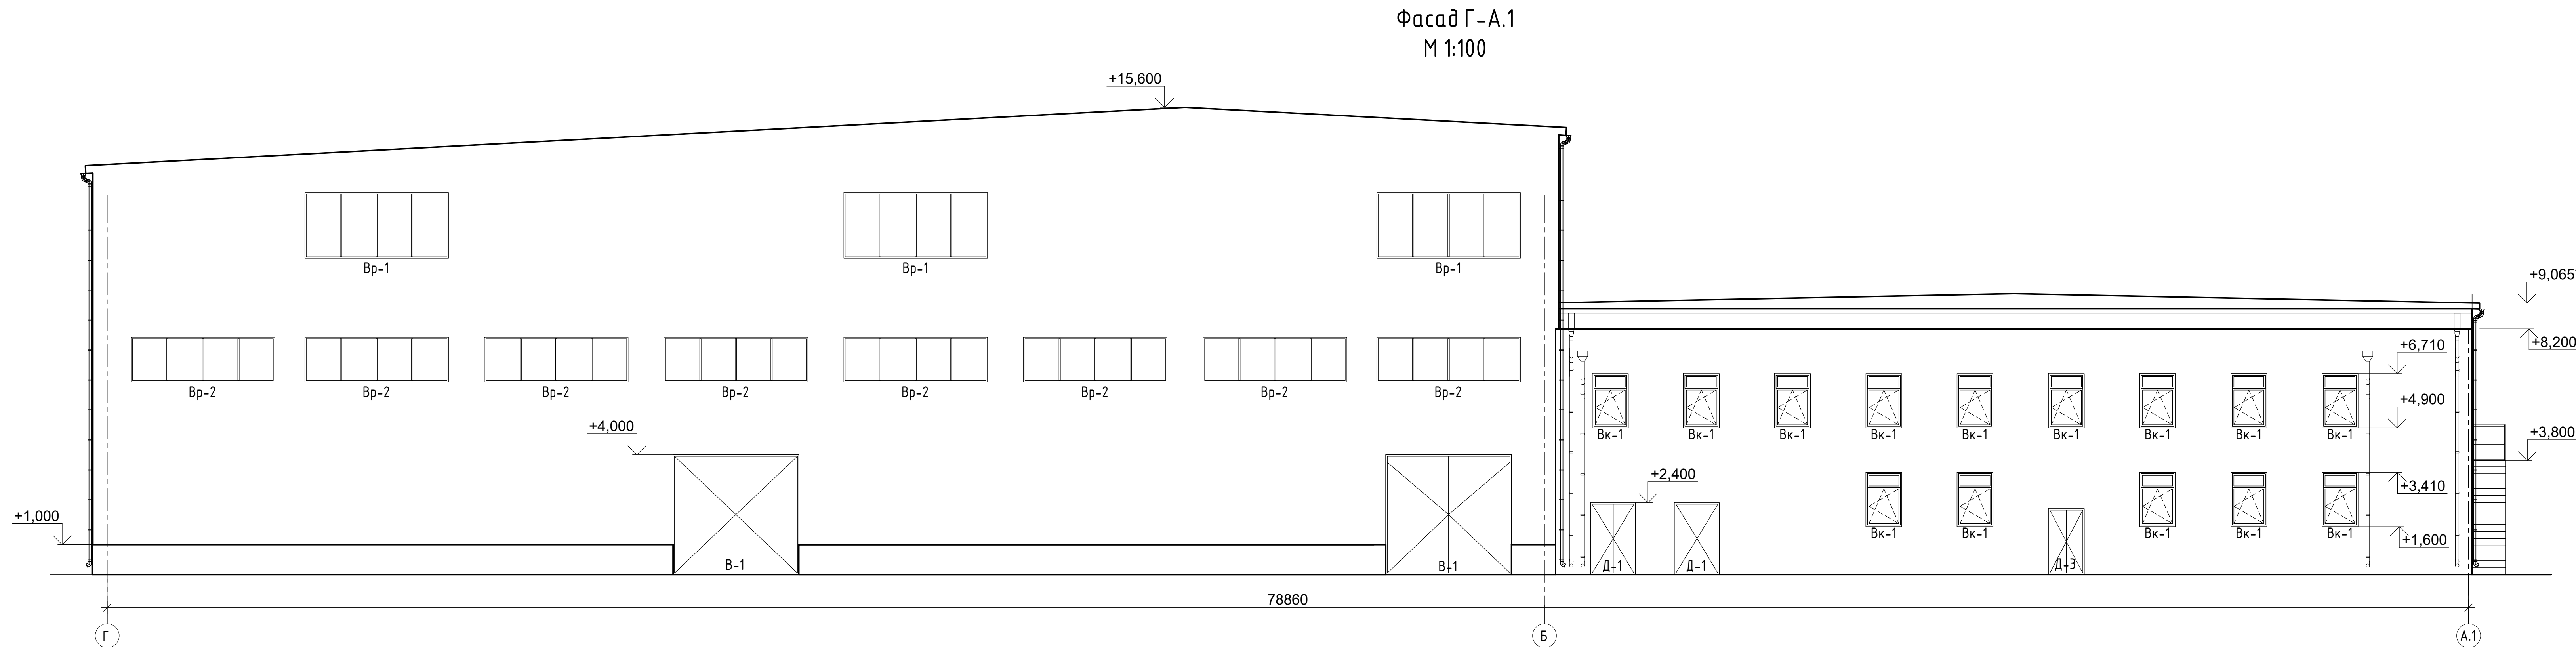 Фасад Г-А.1
М 1:100
+15,600
Вр-1 Вр-1 Вр-1
+9,065
+8,200
+6,710
Вр-2 Вр-2 Вр-2 Вр-2 Вр-2 Вр-2 Вр-2 Вр-2
+4,900
+4,000
Вк-1 Вк-1 Вк-1 Вк-1 Вк-1 Вк-1 Вк-1 Вк-1 Вк-1
+3,800
+2,400
+3,410
+1,000
Вк-1 Вк-1 Вк-1 Вк-1 Вк-1
+1,600
В-1 В-1 Д-1 Д-1 Д-3
78860
Г Б А.1